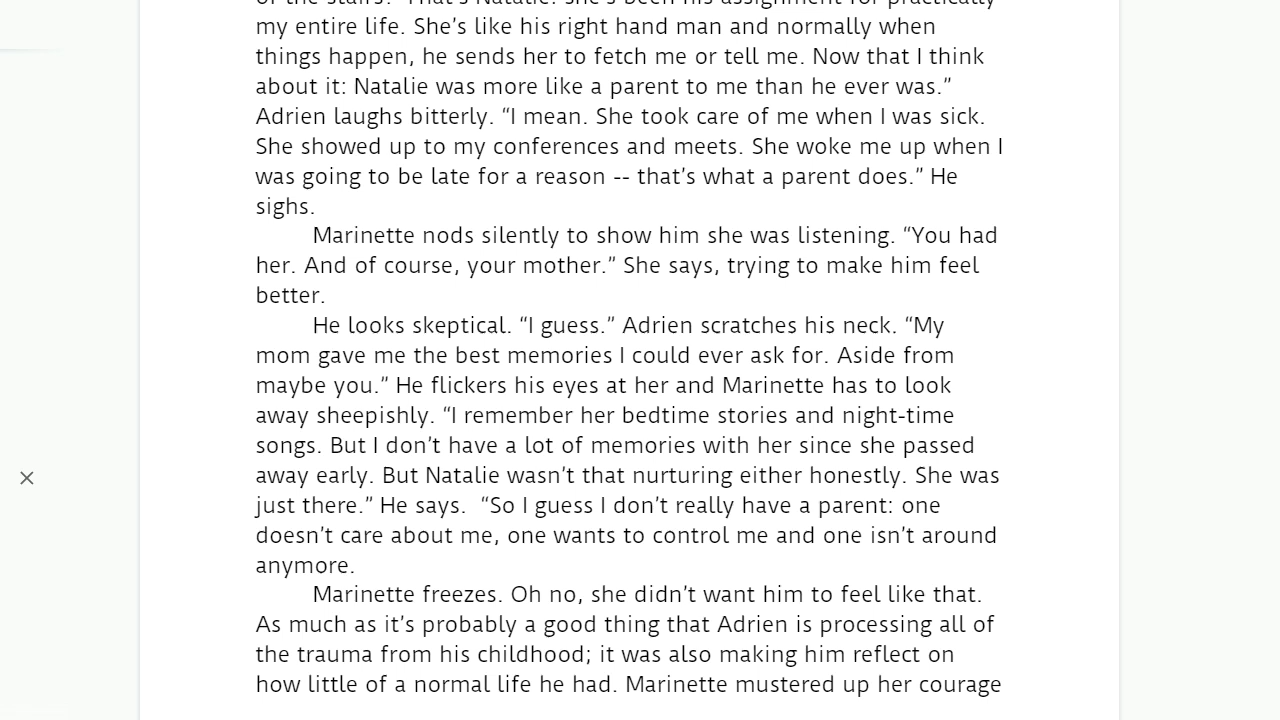 of the stairs. “That’s Natalie. She’s been his assignment for practically
my entire life. She’s like his right hand man and normally when
things happen, he sends her to fetch me or tell me. Now that I think
about it: Natalie was more like a parent to me than he ever was.”
Adrien laughs bitterly. “I mean. She took care of me when I was sick.
She showed up to my conferences and meets. She woke me up when I
was going to be late for a reason -- that’s what a parent does.” He
sighs.
Marinette nods silently to show him she was listening. “You had
her. And of course, your mother.” She says, trying to make him feel
better.
He looks skeptical. “I guess.” Adrien scratches his neck. “My
mom gave me the best memories I could ever ask for. Aside from
maybe you.” He flickers his eyes at her and Marinette has to look
away sheepishly. “I remember her bedtime stories and night-time
songs. But I don’t have a lot of memories with her since she passed
away early. But Natalie wasn’t that nurturing either honestly. She was
just there.” He says.  “So I guess I don’t really have a parent: one
doesn’t care about me, one wants to control me and one isn’t around
anymore.
Marinette freezes. Oh no, she didn’t want him to feel like that.
As much as it’s probably a good thing that Adrien is processing all of
the trauma from his childhood; it was also making him reflect on
how little of a normal life he had. Marinette mustered up her courage